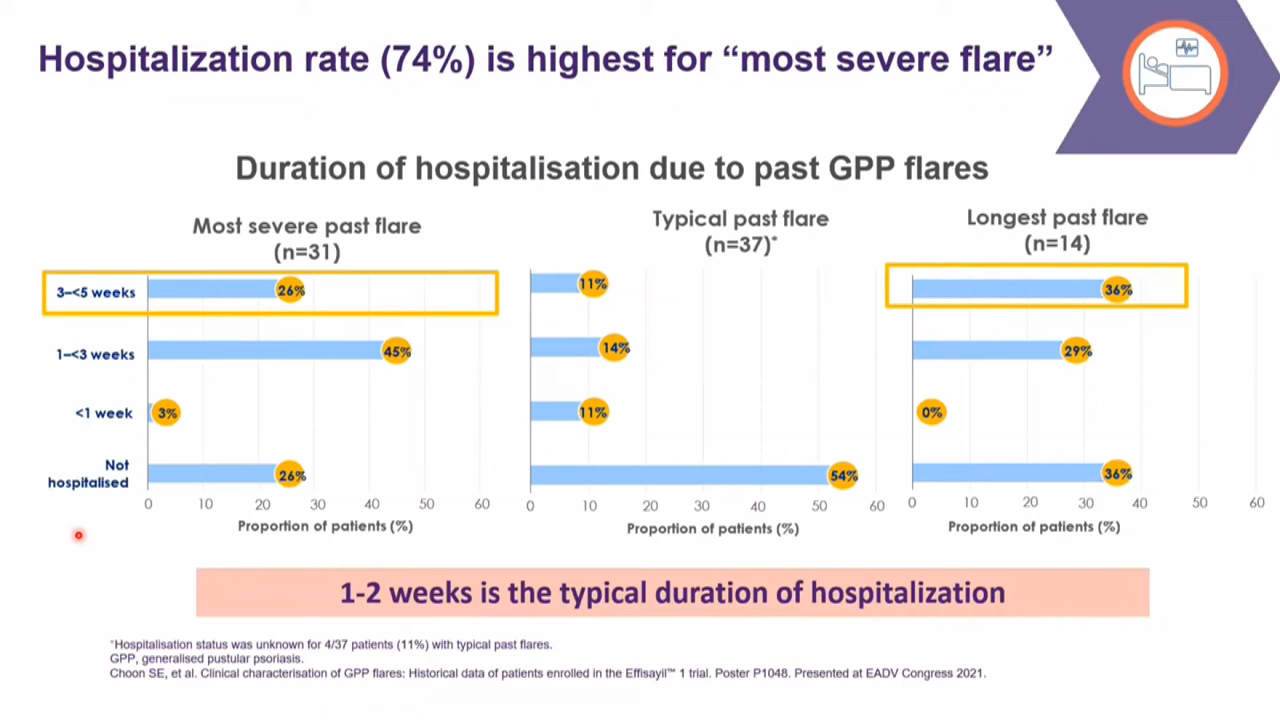 Hospitalization rate (74%) is highest for “most severe flare”
Duration of hospitalisation due to past GPP flares
Most severe past flare
(n=31)
3–<5 weeks
26%
1–<3 weeks
45%
<1 week
3%
Not
hospitalised
26%
0 10 20 30 40 50 60
Proportion of patients (%)
Typical past flare
(n=37)*
11%
14%
11%
54%
0 10 20 30 40 50 60
Proportion of patients (%)
Longest past flare
(n=14)
36%
29%
0%
36%
0 10 20 30 40 50 60
Proportion of patients (%)
1-2 weeks is the typical duration of hospitalization
*Hospitalisation status was unknown for 4/37 patients (11%) with typical past flares.
GPP, generalised pustular psoriasis.
Choon SE, et al. Clinical characterisation of GPP flares: Historical data of patients enrolled in the Effisayil™ 1 trial. Poster P1048. Presented at EADV Congress 2021.